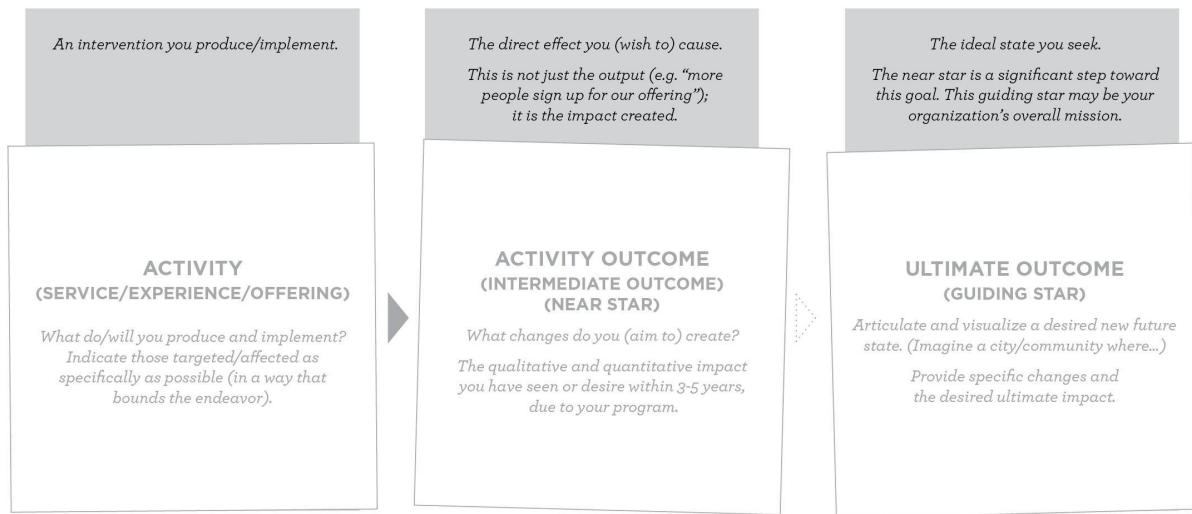 An intervention you produce/implement.
ACTIVITY
(SERVICE/EXPERIENCE/OFFERING)
What do/will you produce and implement?
Indicate those targeted/affected as
specifically as possible (in a way that
bounds the endeavor).
The direct effect you (wish to) cause.
This is not just the output (e.g. “more
people sign up for our offering”);
it is the impact created.
ACTIVITY OUTCOME
(INTERMEDIATE OUTCOME)
(NEAR STAR)
What changes do you (aim to) create?
The qualitative and quantitative impact
you have seen or desire within 3-5 years,
due to your program.
The ideal state you seek.
The near star is a significant step toward
this goal. This guiding star may be your
organization’s overall mission.
ULTIMATE OUTCOME
(GUIDING STAR)
Articulate and visualize a desired new future
state. (Imagine a city/community where...)
Provide specific changes and
the desired ultimate impact.